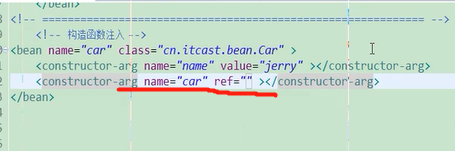 </bean>
<!-- ======================================================== -->
<!-- 构造函数注入 -->
<bean name="car" class="cn.itcast.bean.Car" >
<constructor-arg name="name" value="jerry" ></constructor-arg>
<constructor-arg name="car" ref="" ></constructor-arg>
</bean>